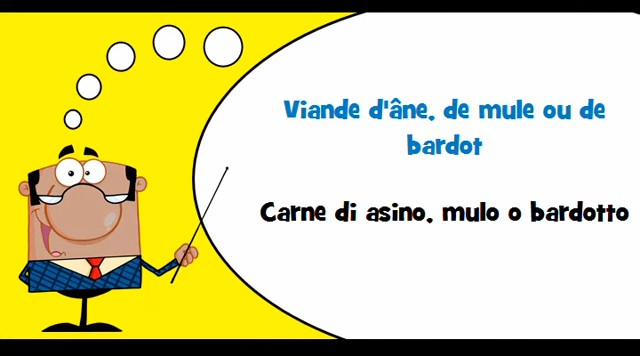 Viande d'âne, de mule ou de
bardot
Carne di asino, mulo o bardotto